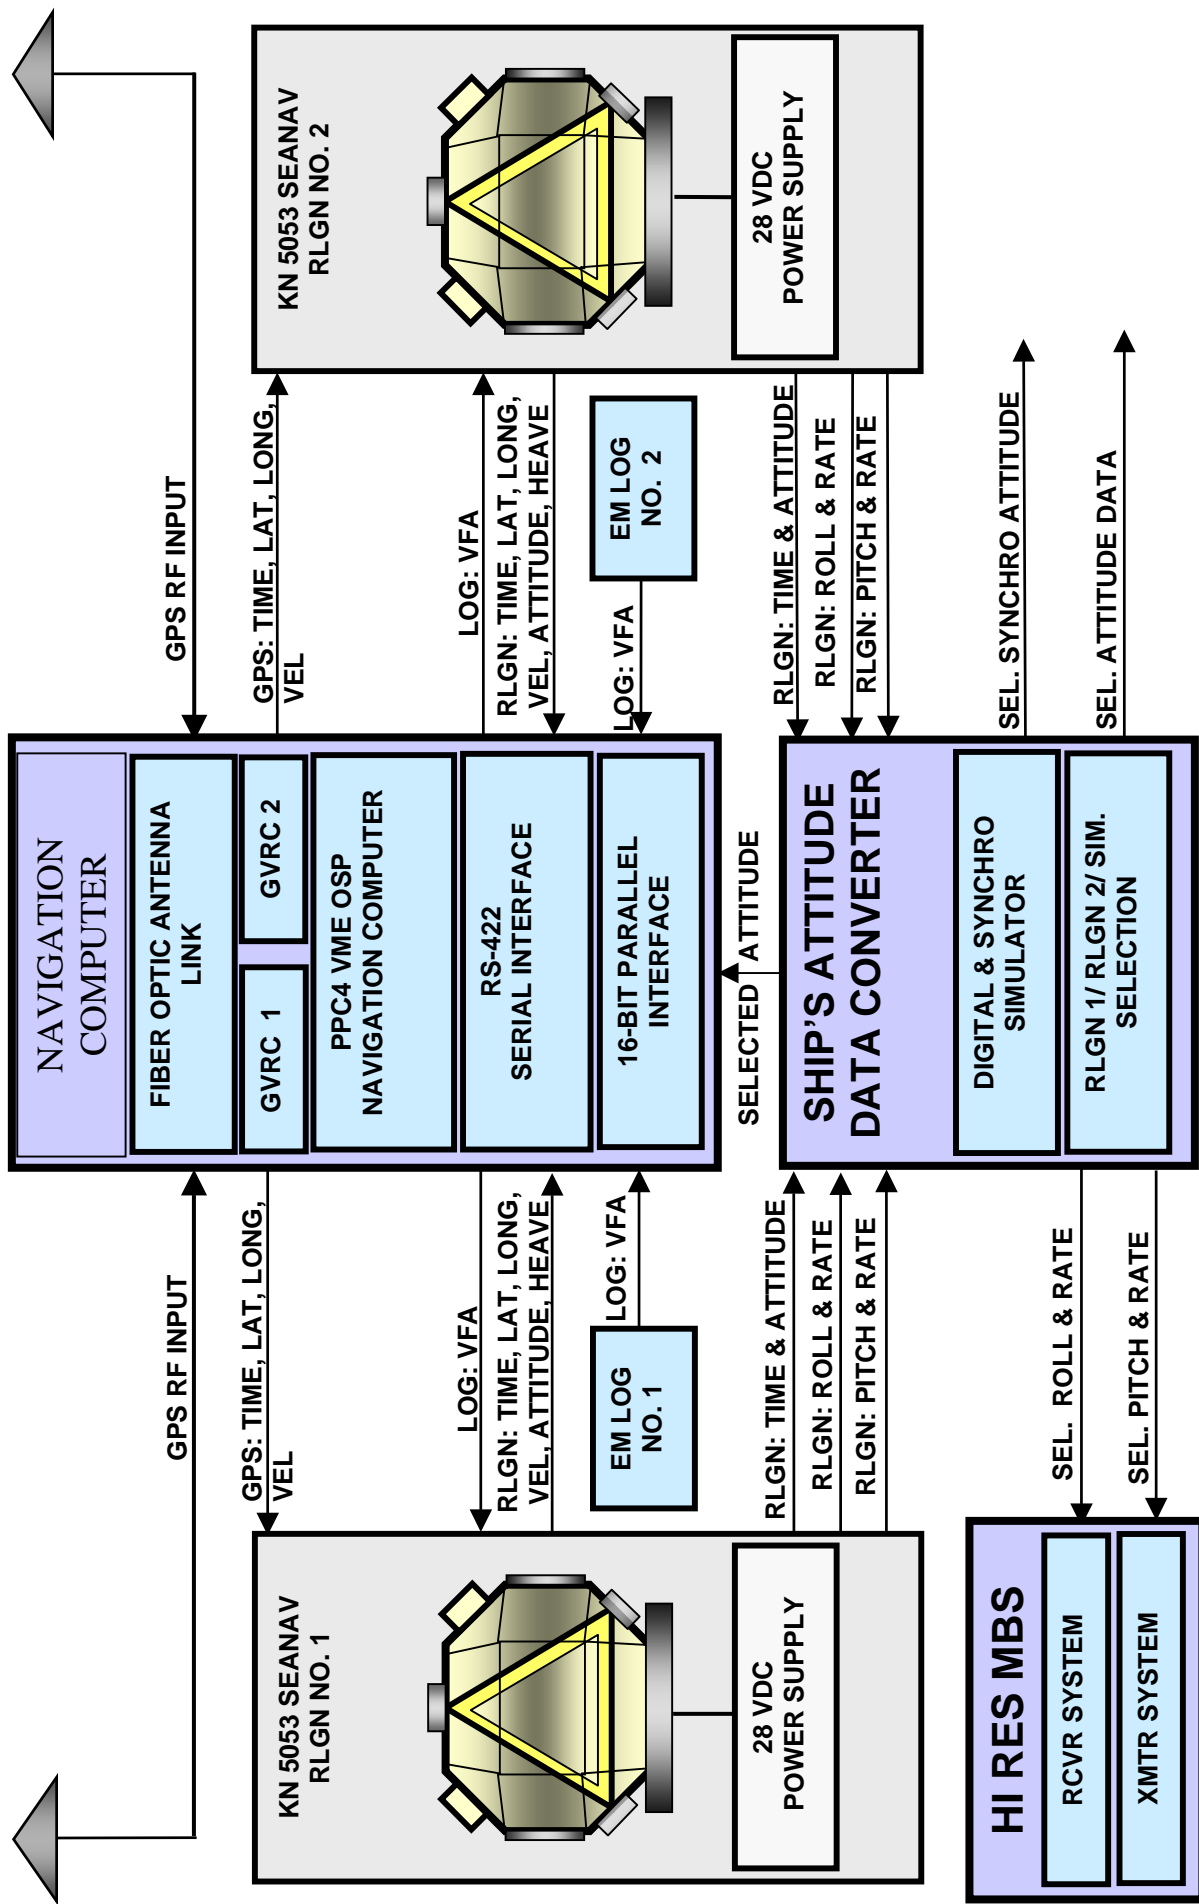 GPS RF INPUT
GPS RF INPUT
NAVIGATION
COMPUTER
FIBER OPTIC ANTENNA
LINK
GVRC 1
GVRC 2
PPC4 VME OSP
NAVIGATION COMPUTER
RS-422
SERIAL INTERFACE
16-BIT PARALLEL
INTERFACE
KN 5053 SEANAV
RLGN NO. 1
28 VDC
POWER SUPPLY
GPS: TIME, LAT, LONG,
VEL
LOG: VFA
RLGN: TIME, LAT, LONG,
VEL, ATTITUDE, HEAVE
EM LOG
NO. 1
LOG: VFA
KN 5053 SEANAV
RLGN NO. 2
28 VDC
POWER SUPPLY
GPS: TIME, LAT, LONG,
VEL
LOG: VFA
RLGN: TIME, LAT, LONG,
VEL, ATTITUDE, HEAVE
LOG: VFA
EM LOG
NO. 2
SELECTED ATTITUDE
RLGN: TIME & ATTITUDE
RLGN: ROLL & RATE
RLGN: PITCH & RATE
SHIP'S ATTITUDE
DATA CONVERTER
DIGITAL & SYNCHRO
SIMULATOR
RLGN 1/ RLGN 2/ SIM.
SELECTION
RLGN: TIME & ATTITUDE
RLGN: ROLL & RATE
RLGN: PITCH & RATE
HI RES MBS
RCVR SYSTEM
XMTR SYSTEM
SEL. ROLL & RATE
SEL. PITCH & RATE
SEL. SYNCHRO ATTITUDE
SEL. ATTITUDE DATA